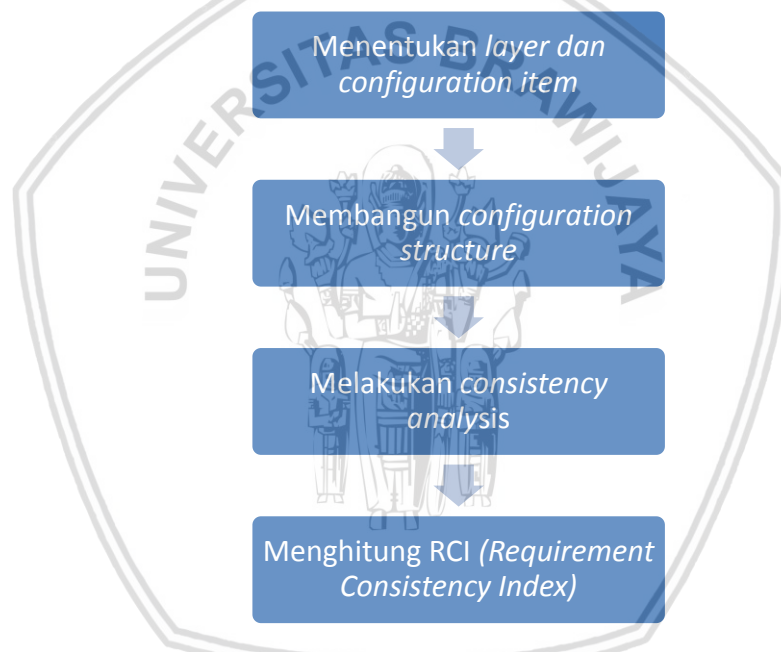 UNIVERSITAS BRAWIJAYA
Menentukan layer dan
configuration item
Membangun configuration
structure
Melakukan consistency
analysis
Menghitung RCI (Requirement
Consistency Index)